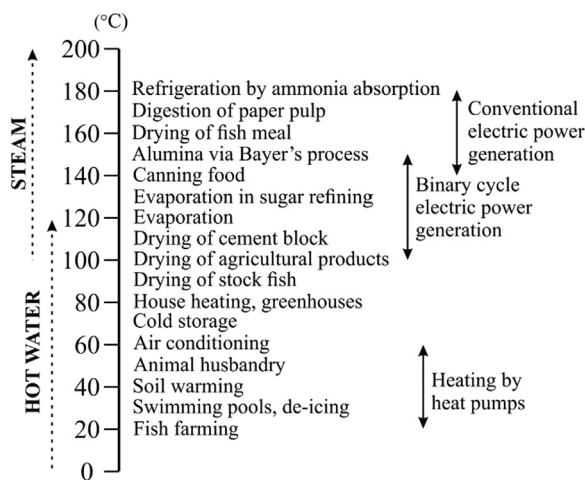 (°C)
200
180
160
140
120
100
80
60
40
20
0
STEAM
HOT WATER
Refrigeration by ammonia absorption
Digestion of paper pulp
Drying of fish meal
Alumina via Bayer’s process
Canning food
Evaporation in sugar refining
Evaporation
Drying of cement block
Drying of agricultural products
Drying of stock fish
House heating, greenhouses
Cold storage
Air conditioning
Animal husbandry
Soil warming
Swimming pools, de-icing
Fish farming
Conventional
electric power
generation
Binary cycle
electric power
generation
Heating by
heat pumps